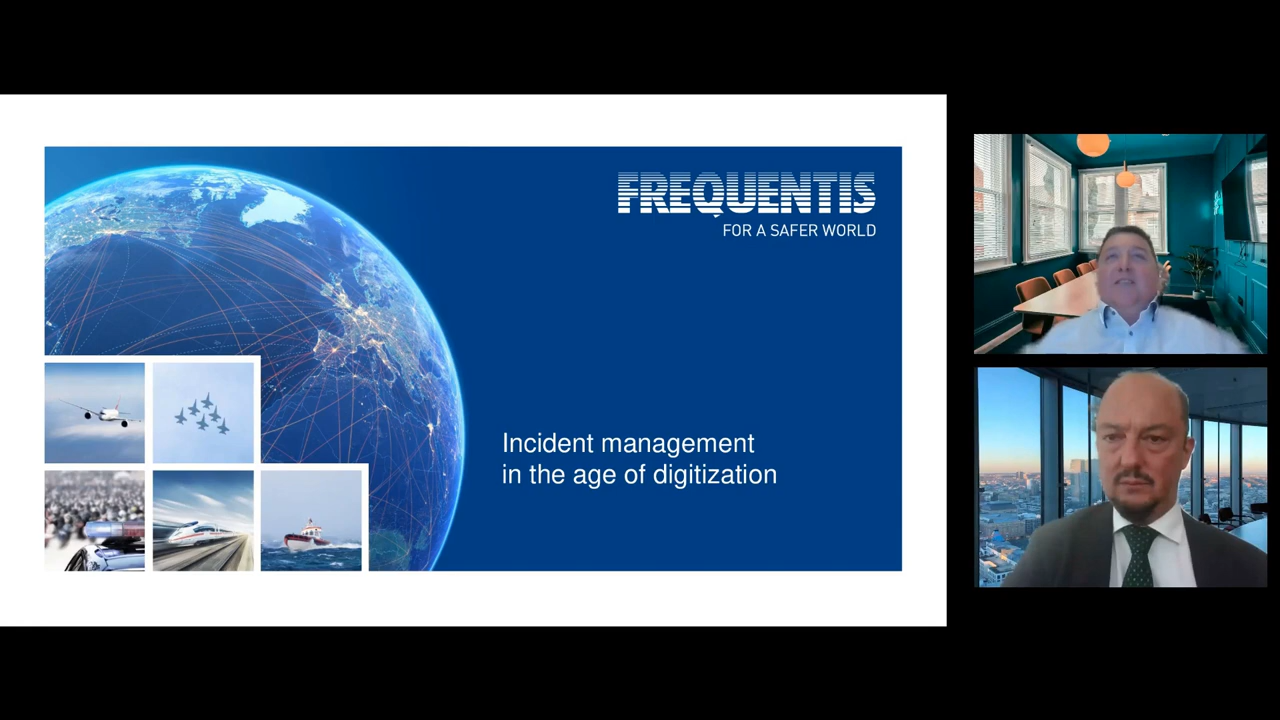 FREQUENTIS
FOR A SAFER WORLD
Incident management
in the age of digitization